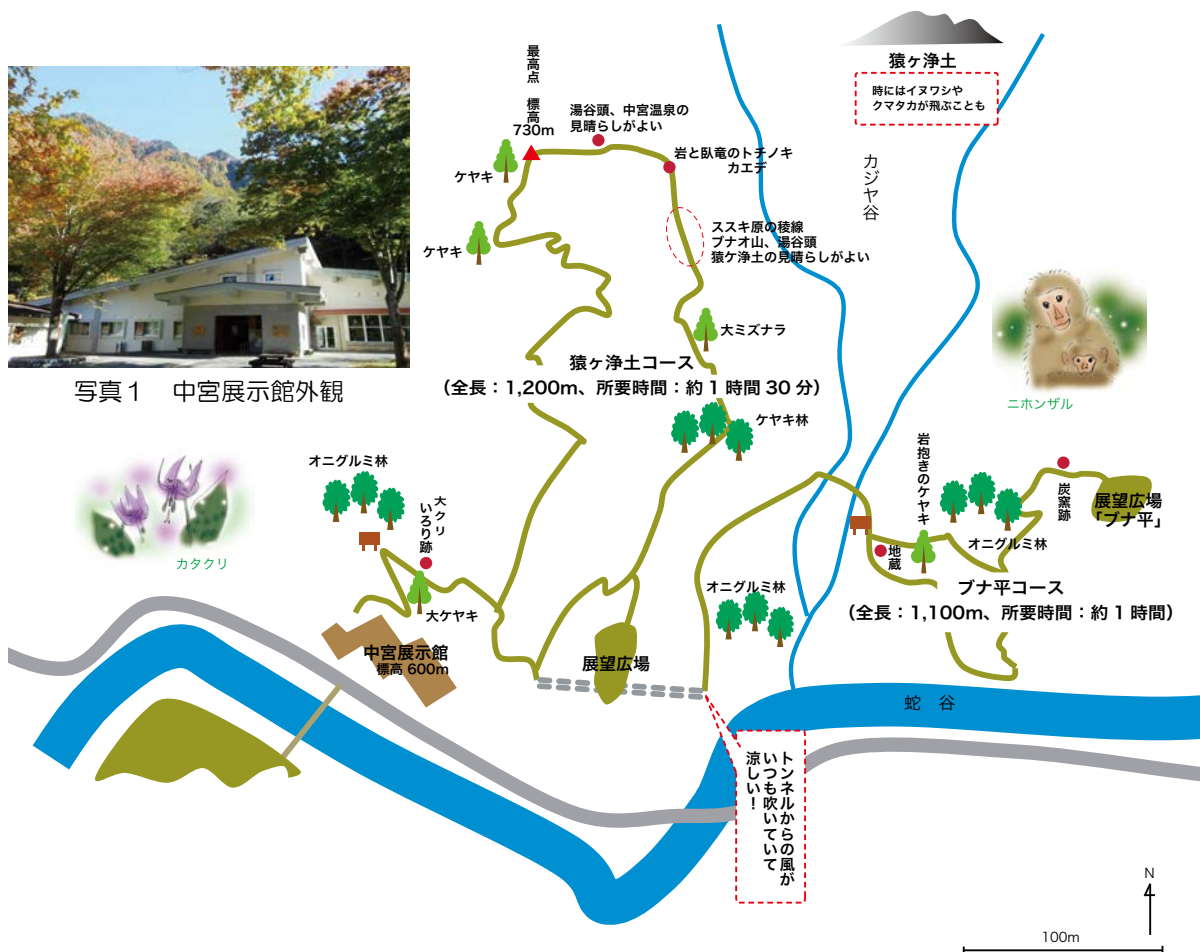 最高点 標高
730m
湯谷頭、中宮温泉の
見晴らしがよい
猿ヶ浄土
時にはイヌワシや
クマタカが飛ぶことも
ケヤキ
岩と臥竜のトチノキ
カエデ
カジヤ谷
ケヤキ
ススキ原の稜線
ブナオ山、湯谷頭
猿ケ浄土の見晴らしがよい
大ミズナラ
猿ヶ浄土コース
(全長:1,200m、所要時間:約1時間30分)
写真1 中宮展示館外観
ニホンザル
ケヤキ林
オニグルミ林
大クリ
いろり跡
カタクリ
岩抱きのケヤキ
炭窯跡
展望広場
「ブナ平」
オニグルミ林
地蔵
ブナ平コース
(全長:1,100m、所要時間:約1時間)
オニグルミ林
大ケヤキ
中宮展示館
標高 600m
展望広場
蛇 谷
トンネルからの風が
いつも吹いていて
涼しい!
N
100m